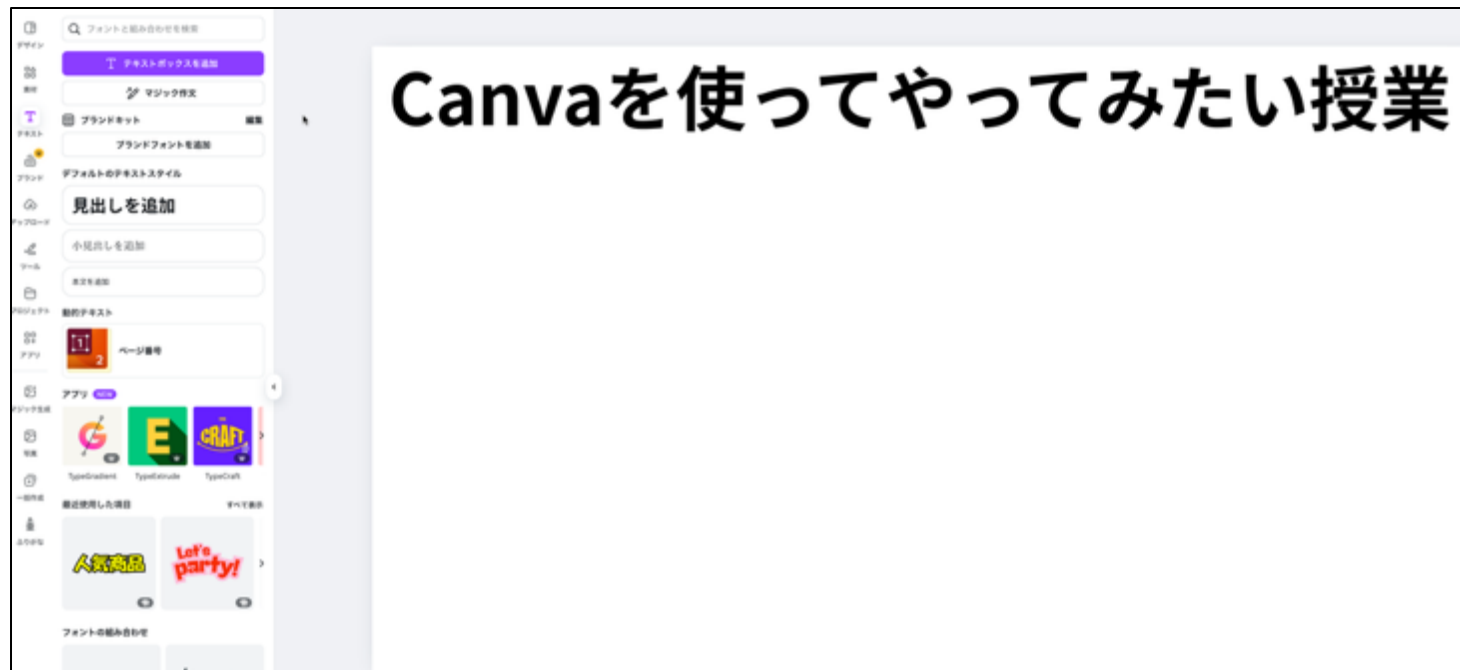 デザイン
素材
テキスト
ブランド
アップロード
ツール
プロジェクト
アプリ
マジック生成
写真
一括作成
ふりがな
フォントと組み合わせを検索
T テキストボックスを追加
マジック作文
ブランドキット 編集
ブランドフォントを追加
デフォルトのテキストスタイル
見出しを追加
小見出しを追加
本文を追加
動的テキスト
1 2 ページ番号
アプリ NEW
G E CRAFT
TypeGradient TypeExtrude TypeCraft
最近使用した項目 すべて表示
人気商品 Let's party!
フォントの組み合わせ
Canvaを使ってやってみたい授業